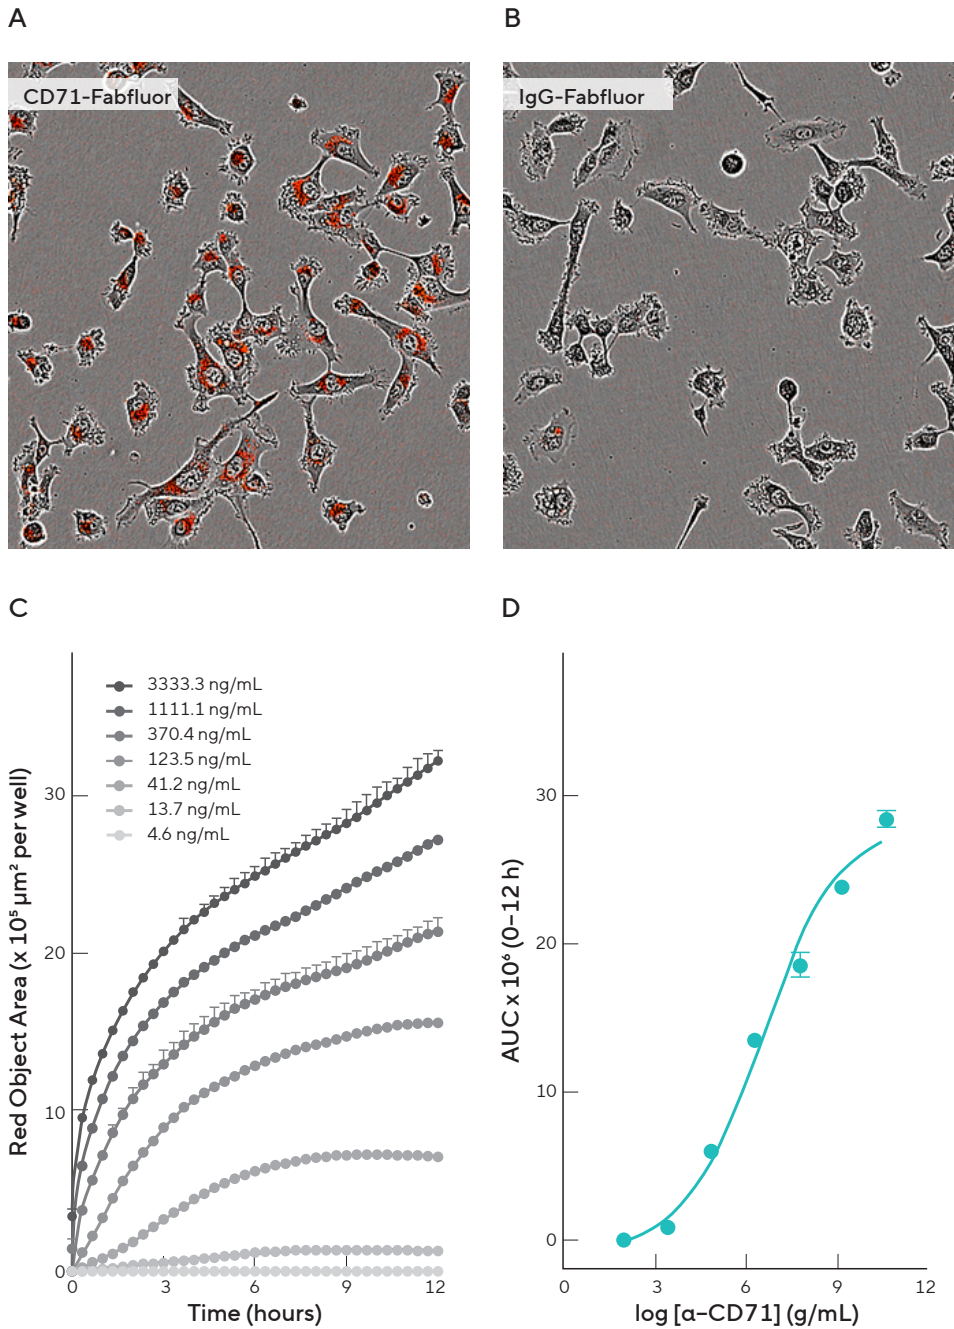 A
B
CD71-Fabfluor
IgG-Fabfluor
C
D
3333.3 ng/mL
1111.1 ng/mL
370.4 ng/mL
123.5 ng/mL
41.2 ng/mL
13.7 ng/mL
4.6 ng/mL
Red Object Area (x 10⁵ µm² per well)
30
20
10
0
0
3
6
9
12
Time (hours)
AUC x 10⁶ (0–12 h)
30
20
10
0
0
3
6
9
12
log [α–CD71] (g/mL)